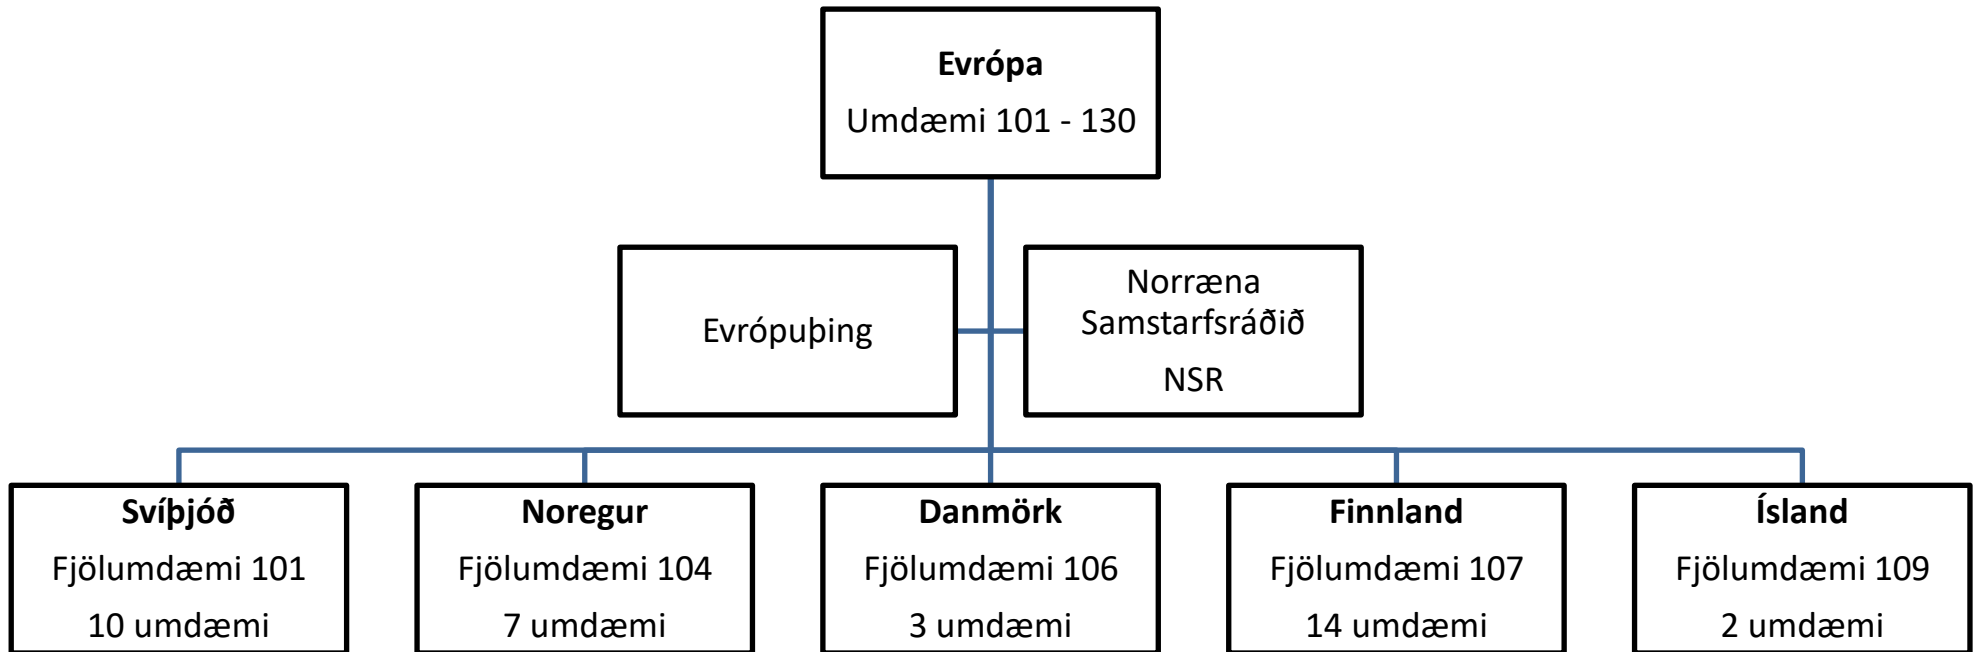 Evrópa
Umdæmi 101 - 130
Evrópuþing
Norræna
Samstarfsráðið
NSR
Svíþjóð
Fjölumdæmi 101
10 umdæmi
Noregur
Fjölumdæmi 104
7 umdæmi
Danmörk
Fjölumdæmi 106
3 umdæmi
Finnland
Fjölumdæmi 107
14 umdæmi
Ísland
Fjölumdæmi 109
2 umdæmi